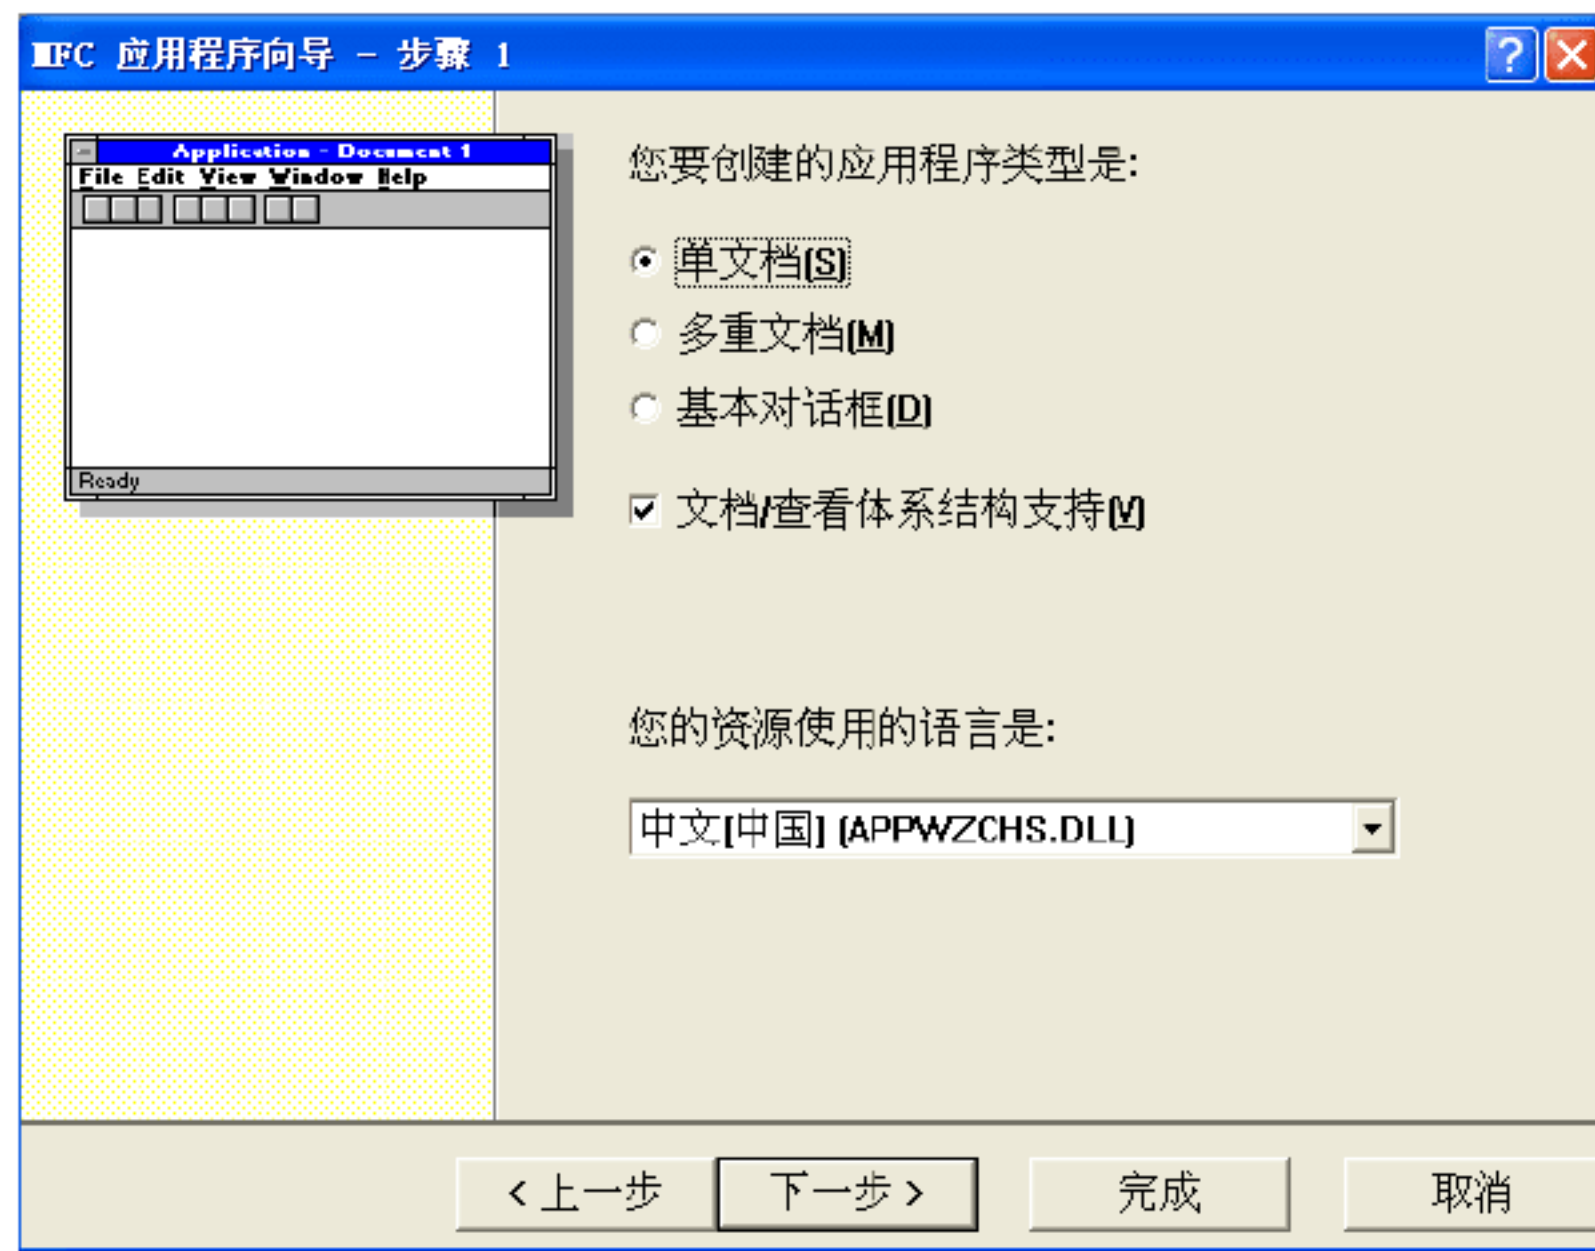 MFC 应用程序向导 - 步骤 1
Application - Document 1
File Edit View Window Help
Ready
您要创建的应用程序类型是:
单文档(S)
多重文档(M)
基本对话框(D)
文档/查看体系结构支持(V)
您的资源使用的语言是:
中文[中国] (APPWZCHS.DLL)
<上一步 下一步> 完成 取消